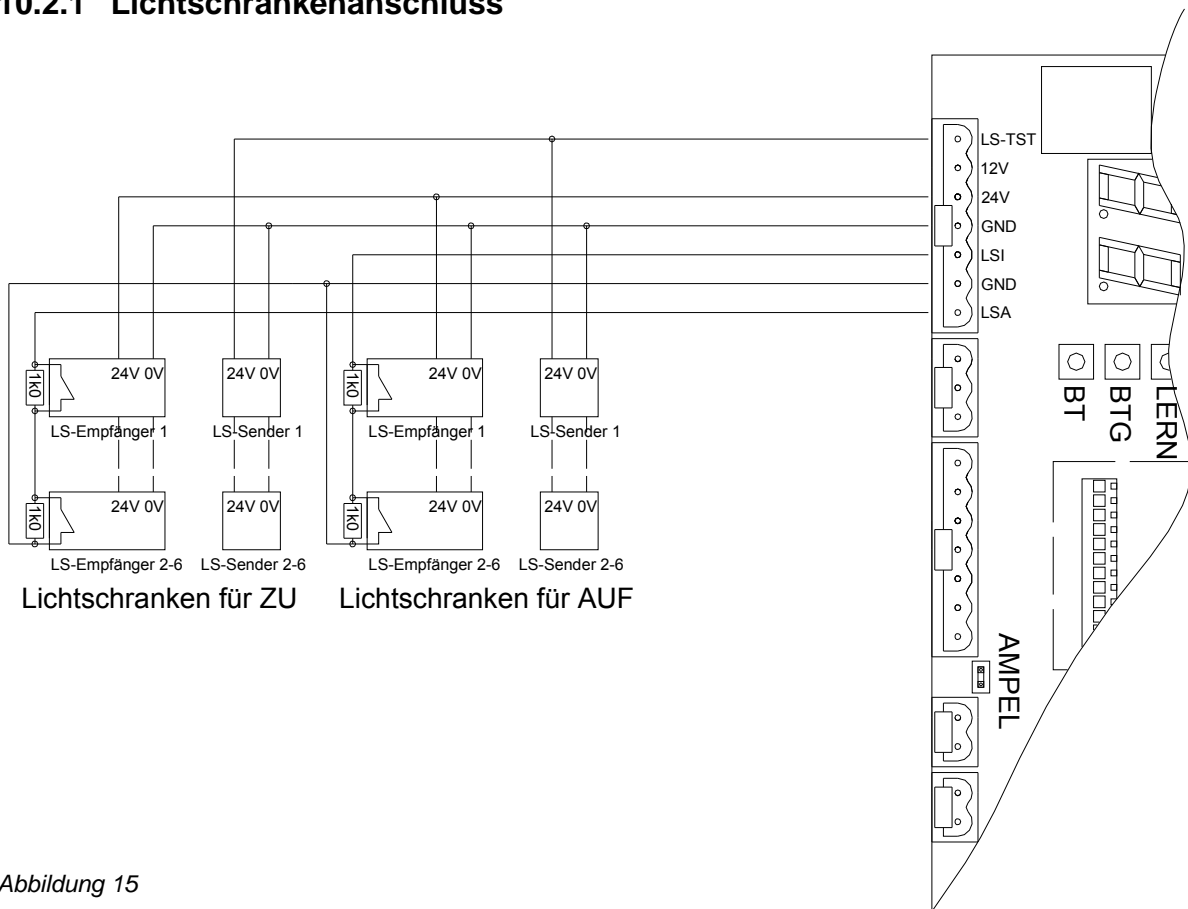 10.2.1 Lichtschrankenanschluss
LS-TST
12V
24V
GND
LSI
GND
LSA
1k0
24V 0V
24V 0V
1k0
24V 0V
24V 0V
LS-Empfänger 1
LS-Sender 1
LS-Empfänger 1
LS-Sender 1
1k0
24V 0V
24V 0V
1k0
24V 0V
24V 0V
LS-Empfänger 2-6
LS-Sender 2-6
LS-Empfänger 2-6
LS-Sender 2-6
Lichtschranken für ZU
Lichtschranken für AUF
BT
BTG
LERN
AMPEL
Abbildung 15